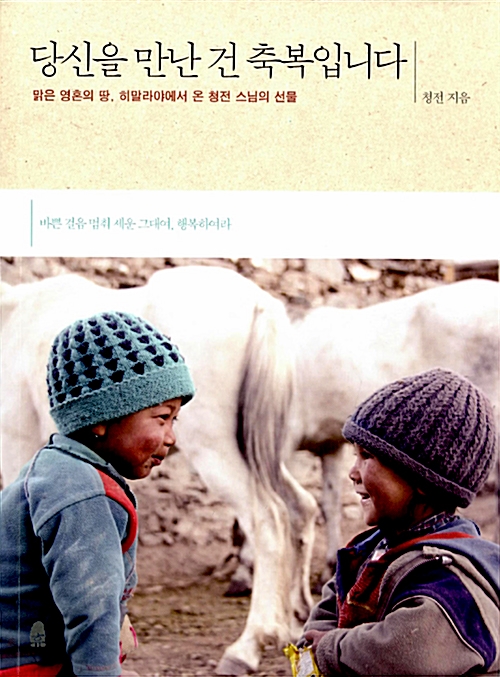 당신을 만난 건 축복입니다
맑은 영혼의 땅, 히말라야에서 온 청전 스님의 선물
청전 지음
바쁜 걸음 멈춰 세운 그대여, 행복하여라